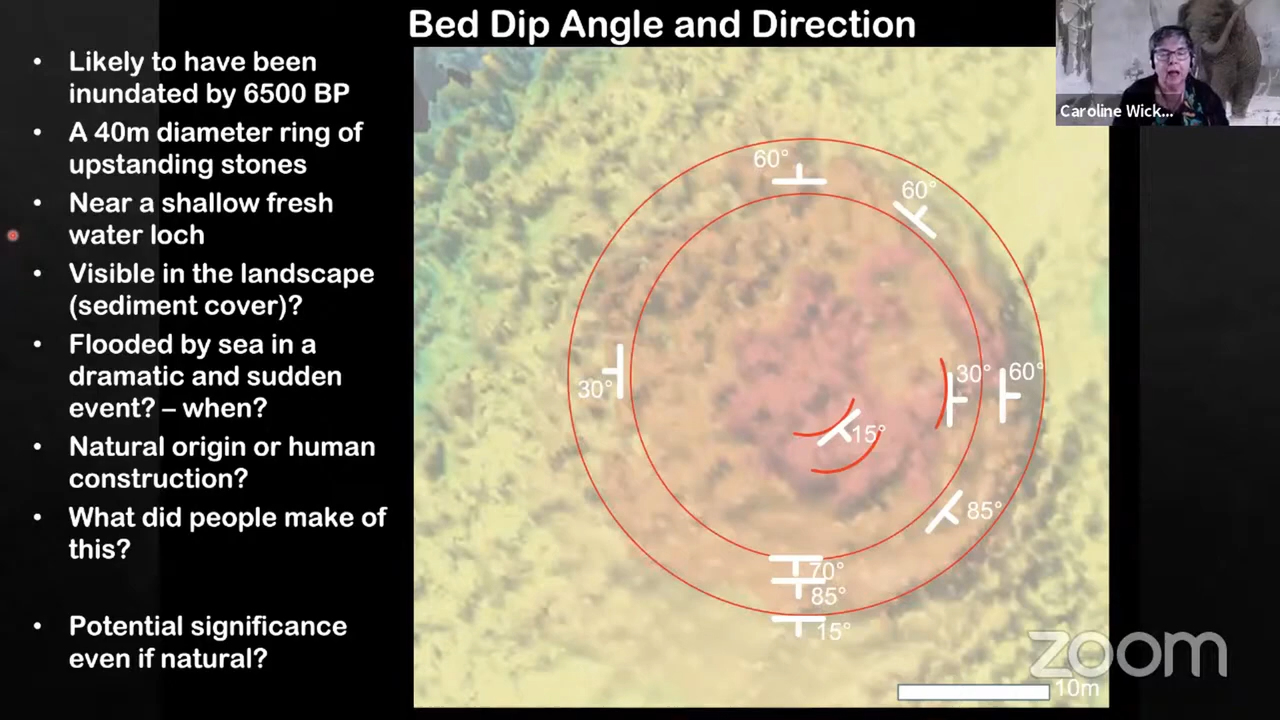 Bed Dip Angle and Direction
• Likely to have been
inundated by 6500 BP
• A 40m diameter ring of
upstanding stones
• Near a shallow fresh
water loch
• Visible in the landscape
(sediment cover)?
• Flooded by sea in a
dramatic and sudden
event? – when?
• Natural origin or human
construction?
• What did people make of
this?
• Potential significance
even if natural?
60°
60°
30°
30°
60°
15°
85°
70°
85°
15°
10m
Caroline Wick...
zoom